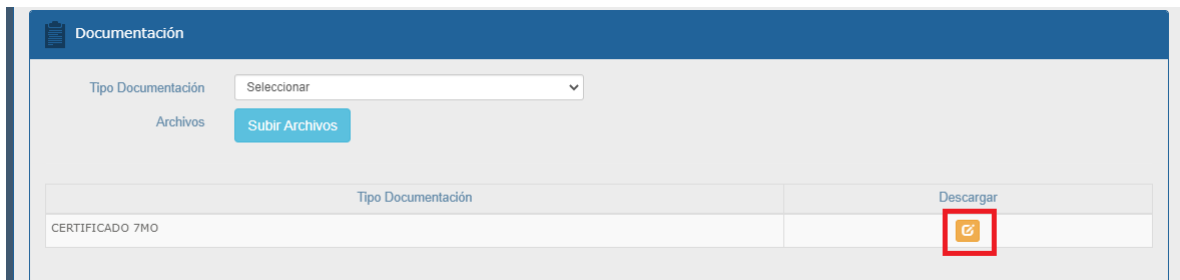 Documentación
Tipo Documentación
Seleccionar
Archivos
Subir Archivos
Tipo Documentación
Descargar
CERTIFICADO 7MO